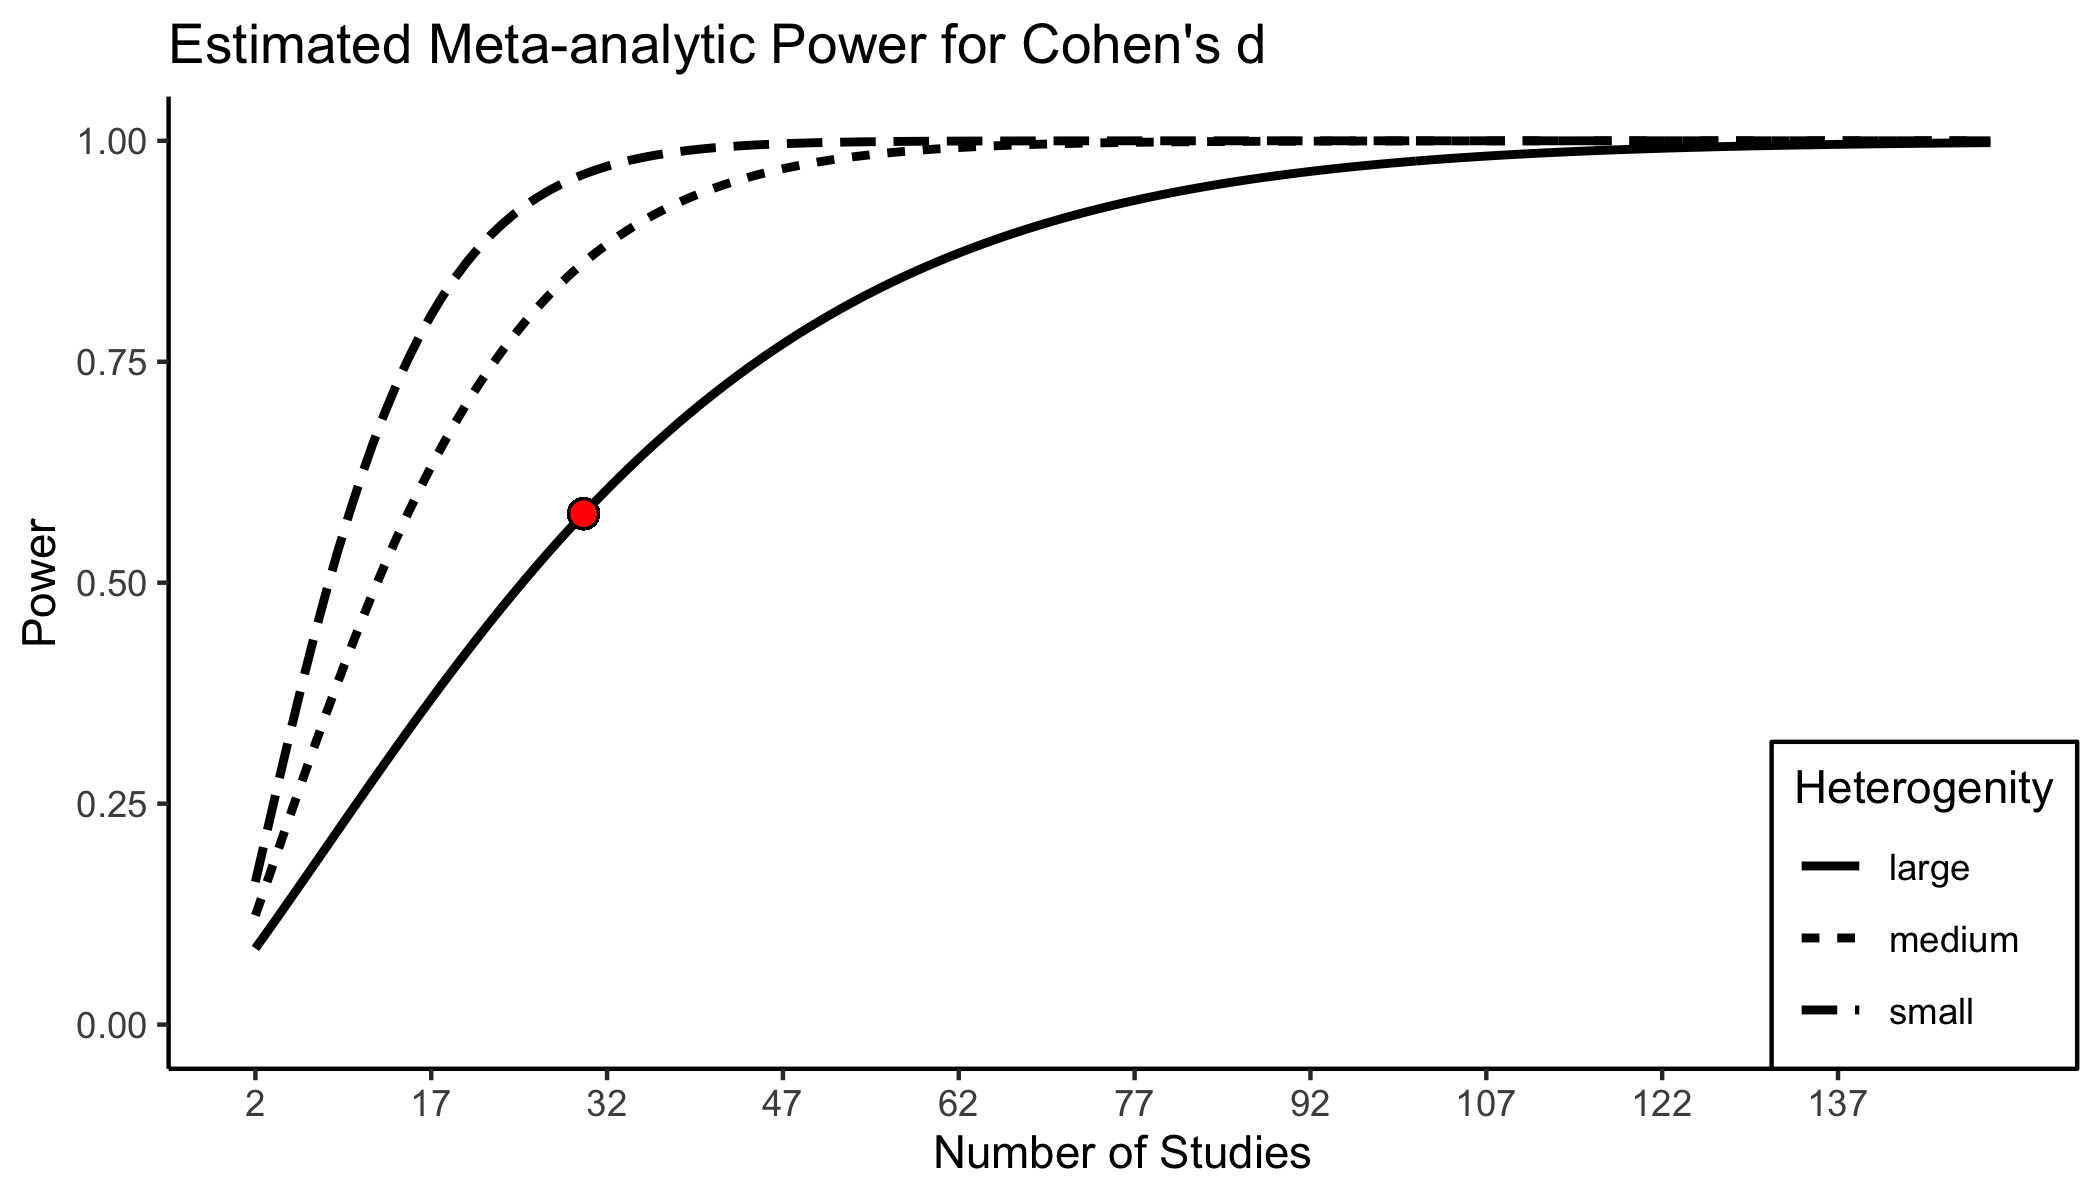 Estimated Meta-analytic Power for Cohen's d
1.00
0.75
0.50
0.25
0.00
Power
2 17 32 47 62 77 92 107 122 137
Number of Studies
Heterogenity
large
medium
small